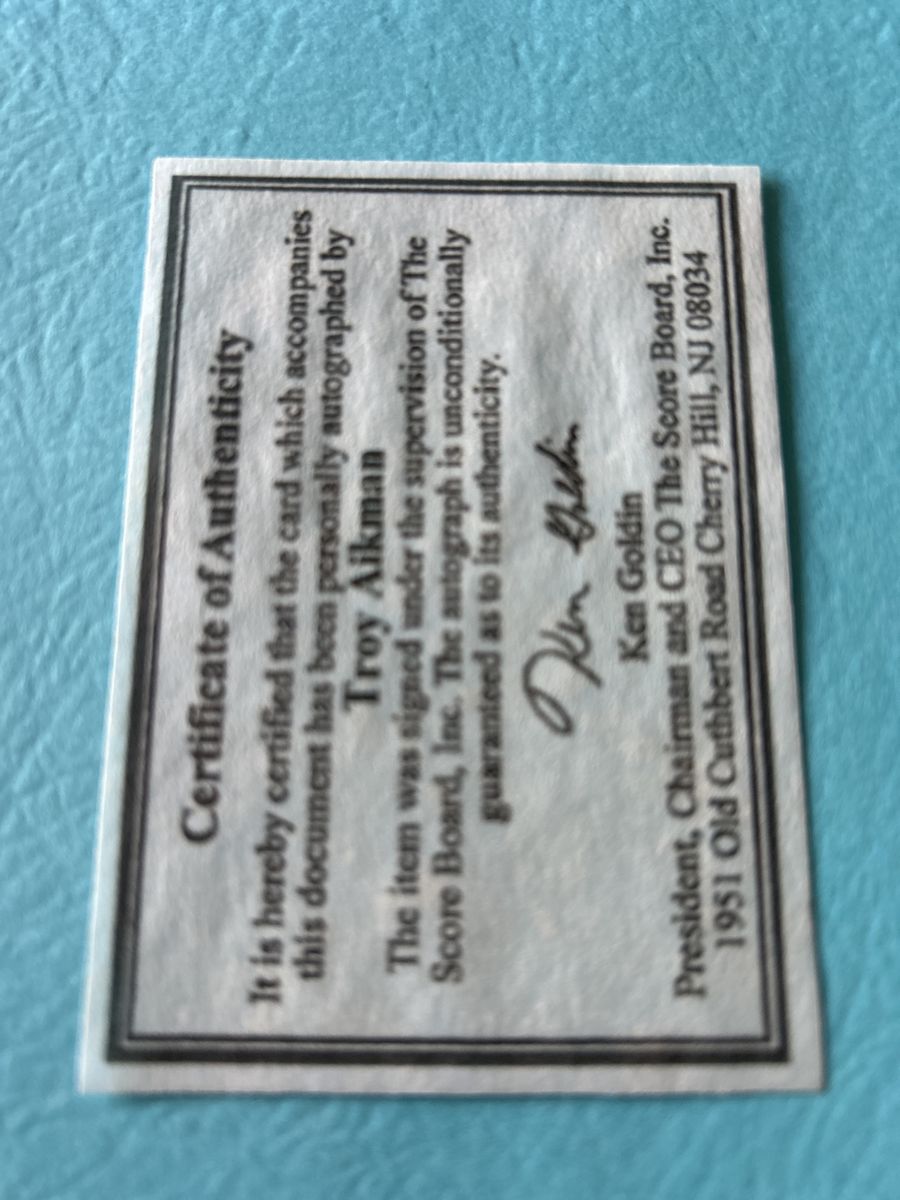 Certificate of Authenticity
It is hereby certified that the card which accompanies
this document has been personally autographed by
Troy Aikman
The item was signed under the supervision of The
Score Board, Inc. The autograph is unconditionally
guaranteed as to its authenticity.
Ken Goldin
Ken Goldin
President, Chairman and CEO The Score Board, Inc.
1951 Old Cuthbert Road Cherry Hill, NJ 08034